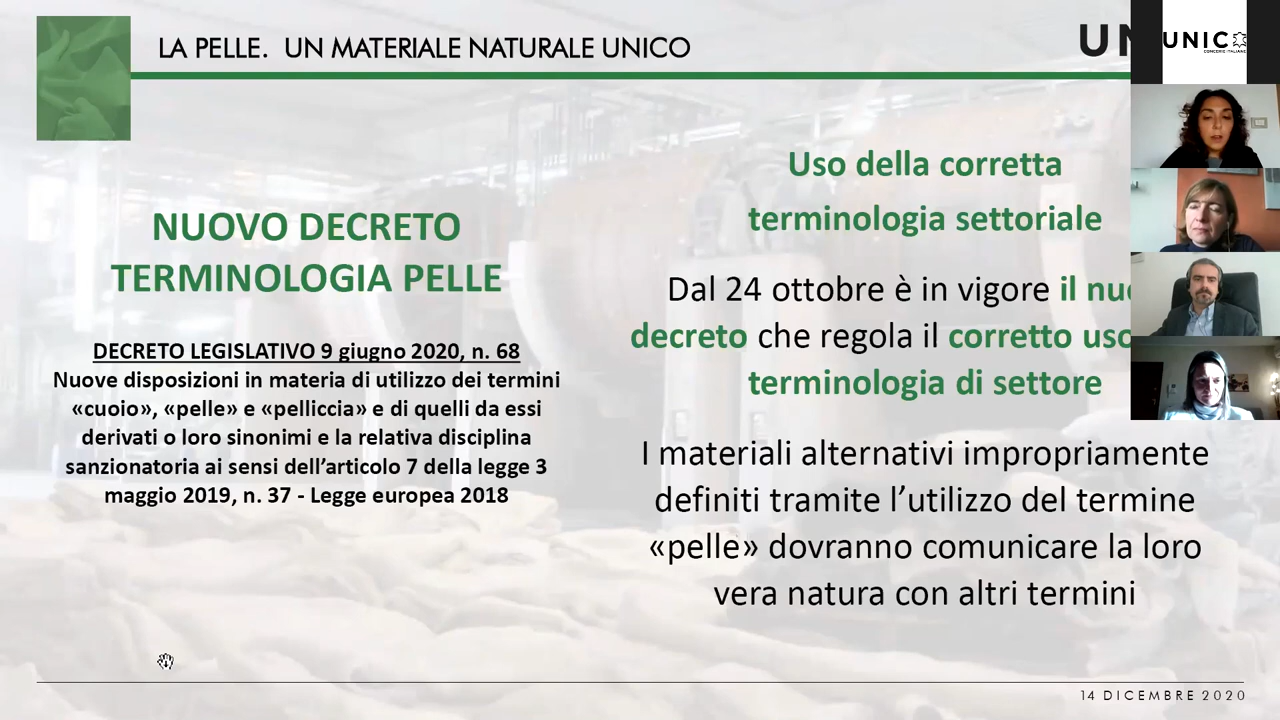 LA PELLE. UN MATERIALE NATURALE UNICO
UNIC
CONCERIE ITALIANE
NUOVO DECRETO
TERMINOLOGIA PELLE
DECRETO LEGISLATIVO 9 giugno 2020, n. 68
Nuove disposizioni in materia di utilizzo dei termini
«cuoio», «pelle» e «pelliccia» e di quelli da essi
derivati o loro sinonimi e la relativa disciplina
sanzionatoria ai sensi dell’articolo 7 della legge 3
maggio 2019, n. 37 - Legge europea 2018
Uso della corretta
terminologia settoriale
Dal 24 ottobre è in vigore il
decreto che regola il corretto uso
terminologia di settore
I materiali alternativi impropriamente
definiti tramite l’utilizzo del termine
«pelle» dovranno comunicare la loro
vera natura con altri termini
14 DICEMBRE 2020